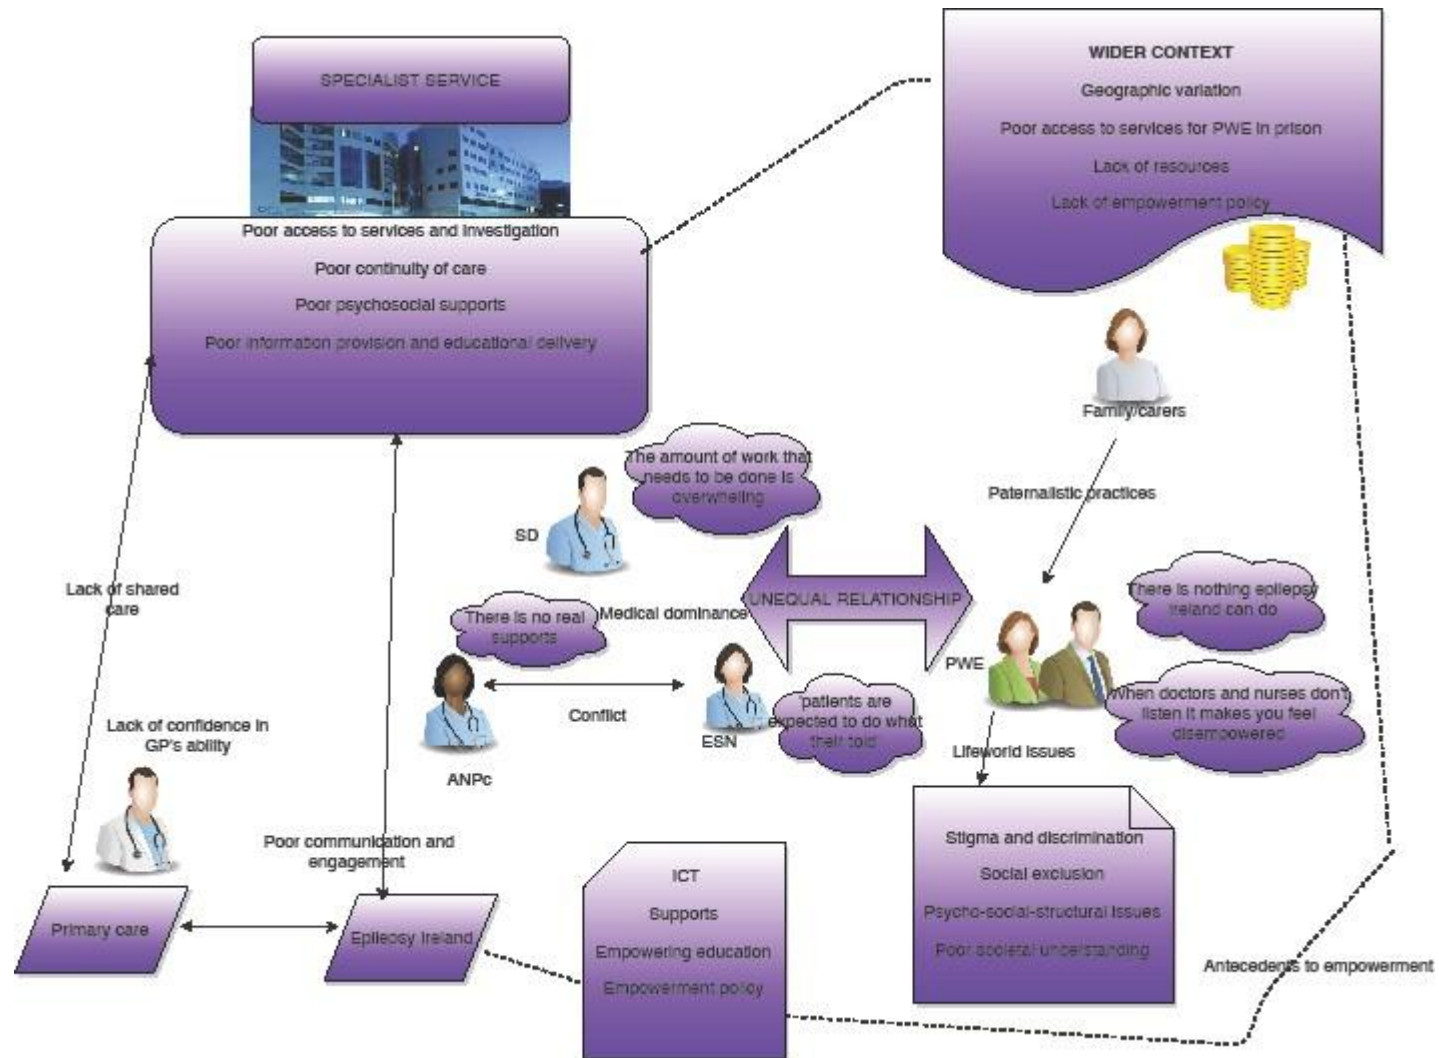 SPECIALIST SERVICE
Poor access to services and investigation
Poor continuity of care
Poor psychosocial supports
Poor information provision and educational delivery
WIDER CONTEXT
Geographic variation
Poor access to services for PWE in prison
Lack of resources
Lack of empowerment policy
Family/carers
Paternalistic practices
The amount of work that
needs to be done is
overwheling
SD
UNEQUAL RELATIONSHIP
There is nothing epilepsy
Ireland can do
Lack of shared
care
There is no real
supports
Medical dominance
PWE
When doctors and nurses don't
listen it makes you feel
disempowered
Conflict
ESN
'patients are
expected to do what
their told'
Lifeworld issues
Lack of confidence in
GP's ability
ANPc
Poor communication and
engagement
Stigma and discrimination
Social exclusion
Psycho-social-structural issues
Poor societal understanding
ICT
Supports
Empowering education
Empowerment policy
Primary care
Epilepsy Ireland
Antecedents to empowerment